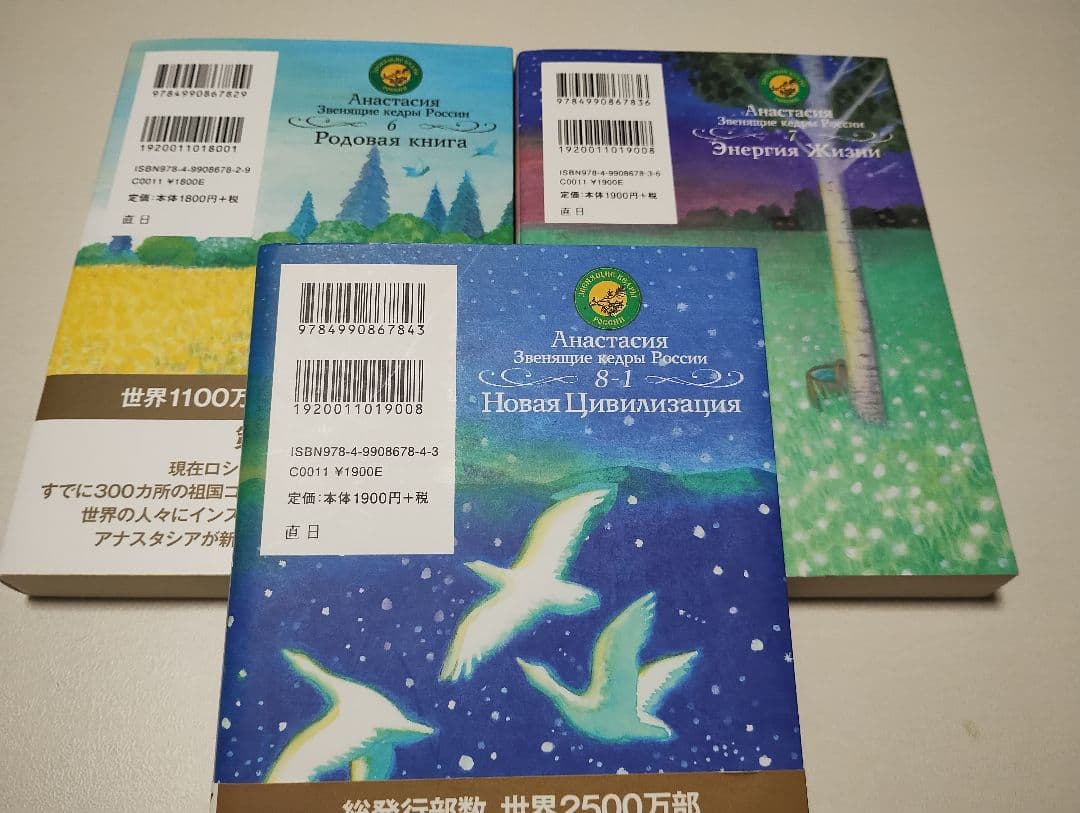 9784990867829
1920011018001
ISBN978-4-9908678-2-9
C0011 ¥1800E
定価：本体1800円＋税
直 日
Анастасия
Звенящие кедры России
6
Родовая книга
世界1100万
現在ロシ
すでに300カ所の祖国コ
世界の人々にインス
アナスタシアが新
9784990867836
1920011019008
ISBN978-4-9908678-3-6
C0011 ¥1900E
定価：本体1900円＋税
直 日
Анастасия
Звенящие кедры России
7
Энергия Жизни
9784990867843
1920011019008
ISBN978-4-9908678-4-3
C0011 ¥1900E
定価：本体1900円＋税
直 日
ЗВЕНЯЩИЕ КЕДРЫ
РОССИИ
Анастасия
Звенящие кедры России
8-1
Новая Цивилизация
総発行部数 世界2500万部